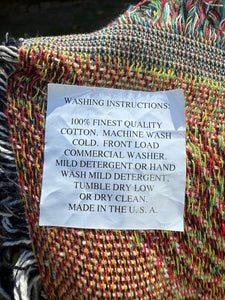 WASHING INSTRUCTIONS:
100% FINEST QUALITY
COTTON. MACHINE WASH
COLD. FRONT LOAD
COMMERCIAL WASHER.
MILD DETERGENT OR HAND
WASH MILD DETERGENT.
TUMBLE DRY LOW
OR DRY CLEAN.
MADE IN THE U. S. A.